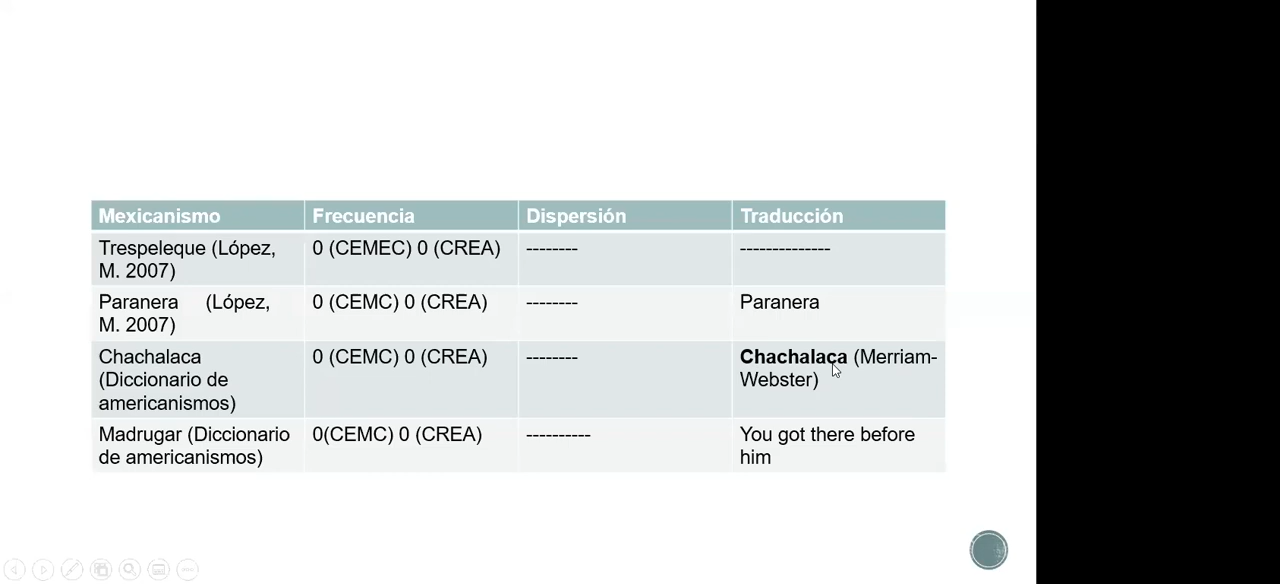 Mexicanismo Frecuencia Dispersión Traducción
Trespeleque (López, 0 (CEMEC) 0 (CREA) -------- --------------
M. 2007)
Paranera (López, 0 (CEMC) 0 (CREA) -------- Paranera
M. 2007)
Chachalaca 0 (CEMC) 0 (CREA) -------- Chachalaca (Merriam-
(Diccionario de Webster)
americanismos)
Madrugar (Diccionario 0(CEMC) 0 (CREA) ---------- You got there before
de americanismos) him